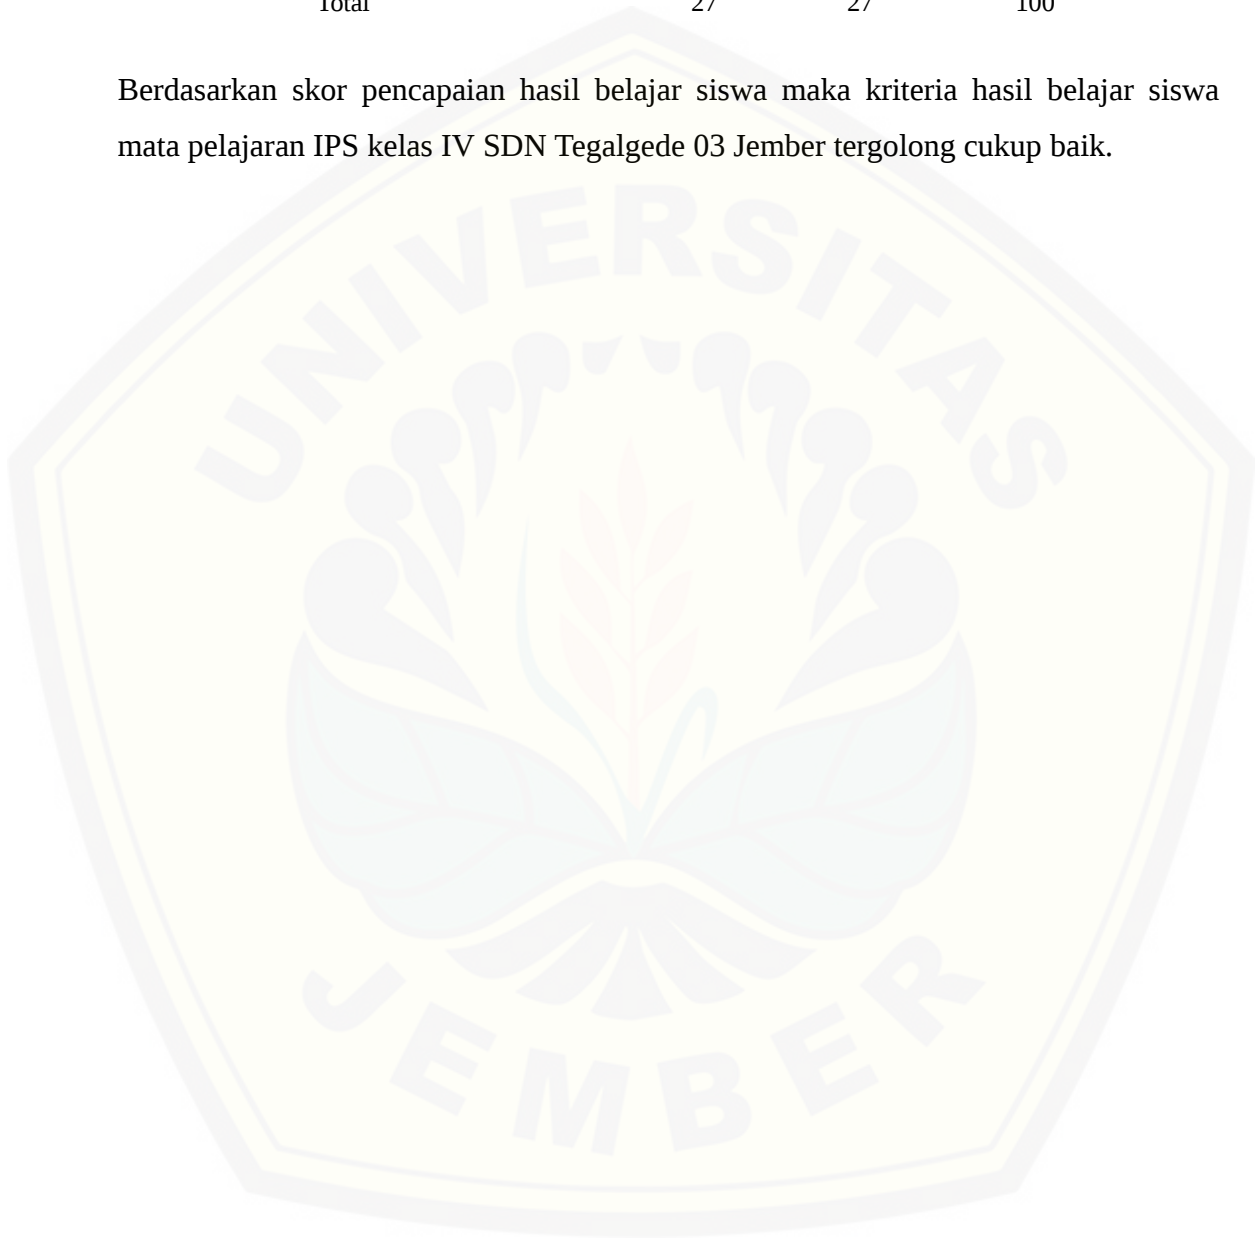 Total 27 27 100
Berdasarkan skor pencapaian hasil belajar siswa maka kriteria hasil belajar siswa
mata pelajaran IPS kelas IV SDN Tegalgede 03 Jember tergolong cukup baik.
UNIVERSITAS
JEMBER